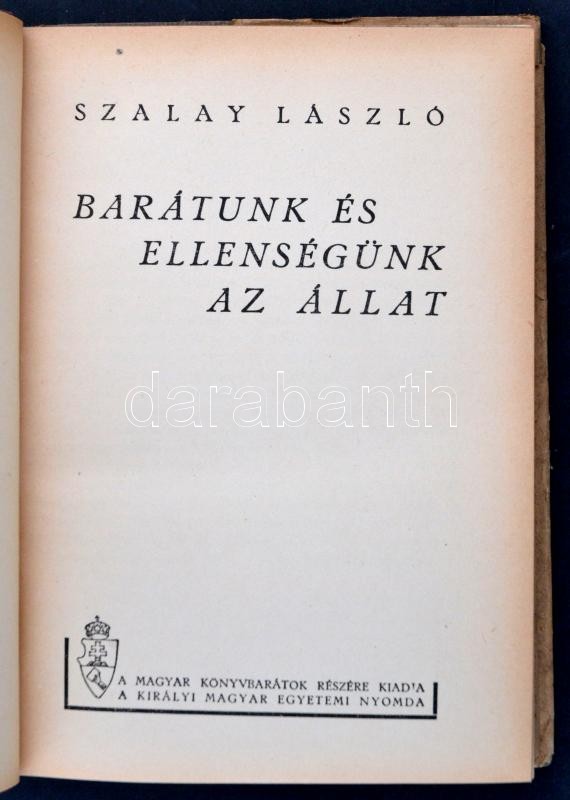 SZALAY LÁSZLÓ
BARÁTUNK ÉS
ELLENSÉGÜNK
AZ ÁLLAT
darabanth
A MAGYAR KÖNYVBARÁTOK RÉSZÉRE KIADTA
A KIRÁLYI MAGYAR EGYETEMI NYOMDA